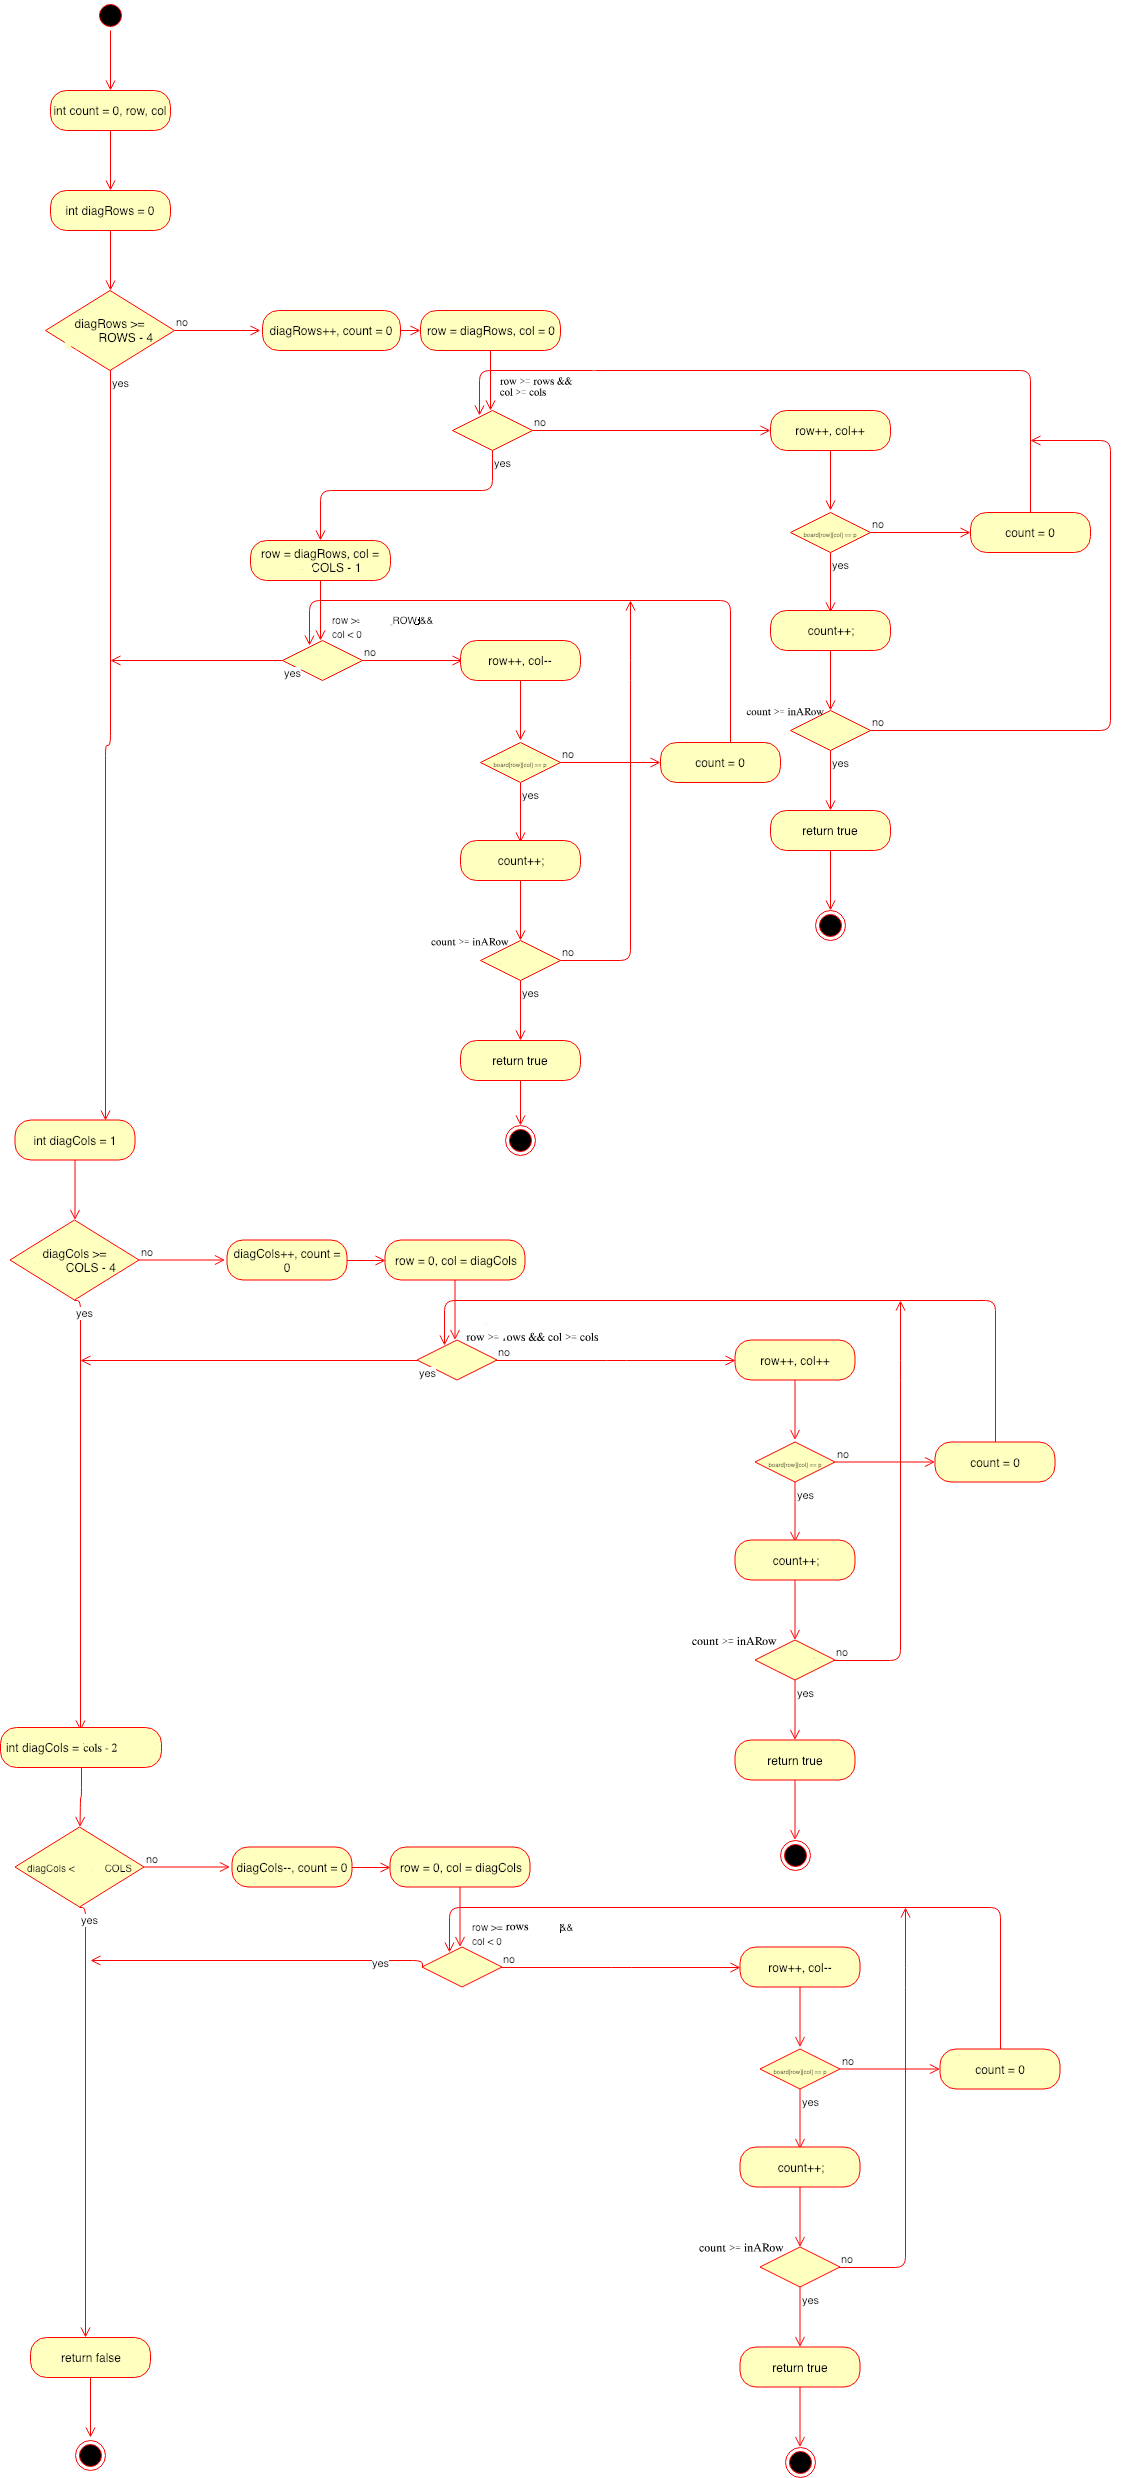 int count = 0, row, col
int diagRows = 0
diagRows >=
ROWS - 4
no
yes
diagRows++, count = 0
row = diagRows, col = 0
row >= rows &&
col >= cols
no
yes
row++, col++
board[row][col] == p
no
yes
count = 0
count++;
count >= inARow
no
yes
return true
row = diagRows, col =
COLS - 1
row >=
&&
col < 0
no
yes
row++, col--
board[row][col] == p
no
yes
count = 0
count++;
count >= inARow
no
yes
return true
int diagCols = 1
diagCols >=
COLS - 4
no
yes
diagCols++, count =
0
row = 0, col = diagCols
row >= rows && col >= cols
no
yes
row++, col++
board[row][col] == p
no
yes
count = 0
count++;
count >= inARow
no
yes
return true
int diagCols = cols - 2
diagCols < COLS
no
yes
diagCols--, count = 0
row = 0, col = diagCols
row >= rows &&
col < 0
no
yes
row++, col--
board[row][col] == p
no
yes
count = 0
count++;
count >= inARow
no
yes
return true
return false